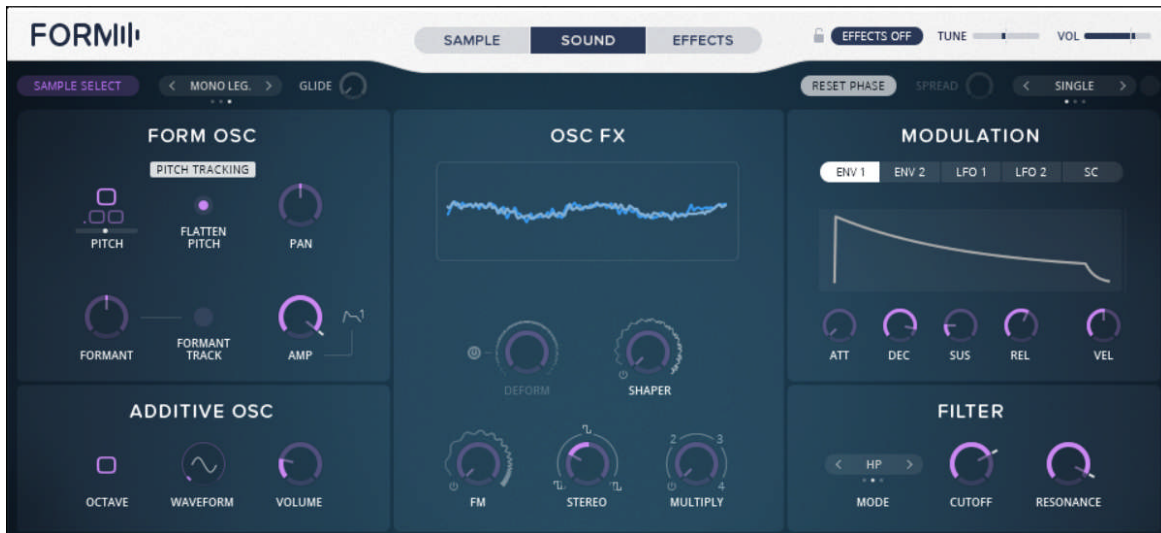 FORM
SAMPLE SOUND EFFECTS EFFECTS OFF TUNE VOL
SAMPLE SELECT MONO LEG. GLIDE RESET PHASE SPREAD SINGLE
FORM OSC
PITCH TRACKING
PITCH FLATTEN PITCH PAN
FORMANT FORMANT TRACK AMP 1
ADDITIVE OSC
OCTAVE WAVEFORM VOLUME
OSC FX
DEFORM SHAPER
2 3
4
FM STEREO MULTIPLY
MODULATION
ENV 1 ENV 2 LFO 1 LFO 2 SC
ATT DEC SUS REL VEL
FILTER
HP
MODE CUTOFF RESONANCE